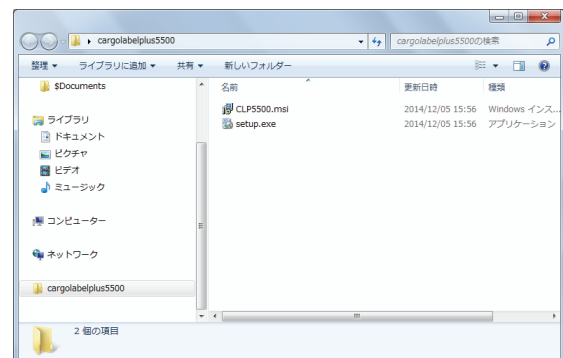 cargolabelplus5500
cargolabelplus5500の検索
整理 ライブラリに追加 共有 新しいフォルダー
$Documents
ライブラリ
ドキュメント
ピクチャ
ビデオ
ミュージック
コンピューター
ネットワーク
cargolabelplus5500
名前 更新日時 種類
CLP5500.msi 2014/12/05 15:56 Windows インス...
setup.exe 2014/12/05 15:56 アプリケーション
2 個の項目